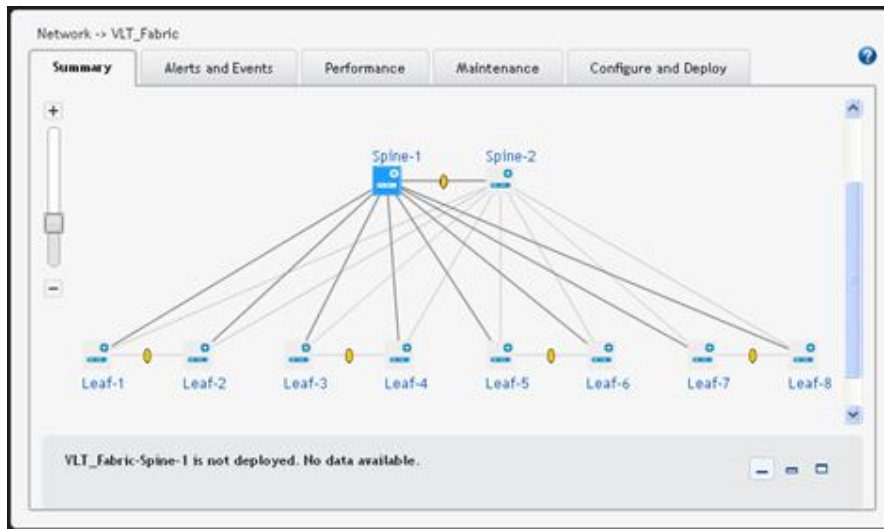 Network -> VLT_Fabric
Summary Alerts and Events Performance Maintenance Configure and Deploy
Spine-1 Spine-2
Leaf-1 Leaf-2 Leaf-3 Leaf-4 Leaf-5 Leaf-6 Leaf-7 Leaf-8
VLT_Fabric-Spine-1 is not deployed. No data available.